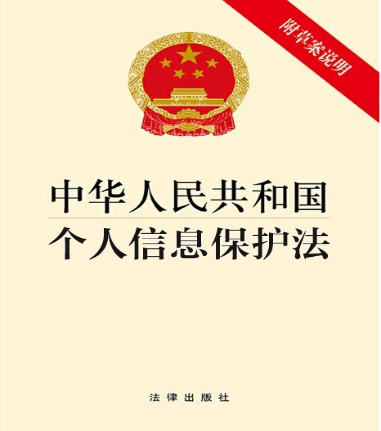 附草案说明
中华人民共和国
个人信息保护法
法律出版社